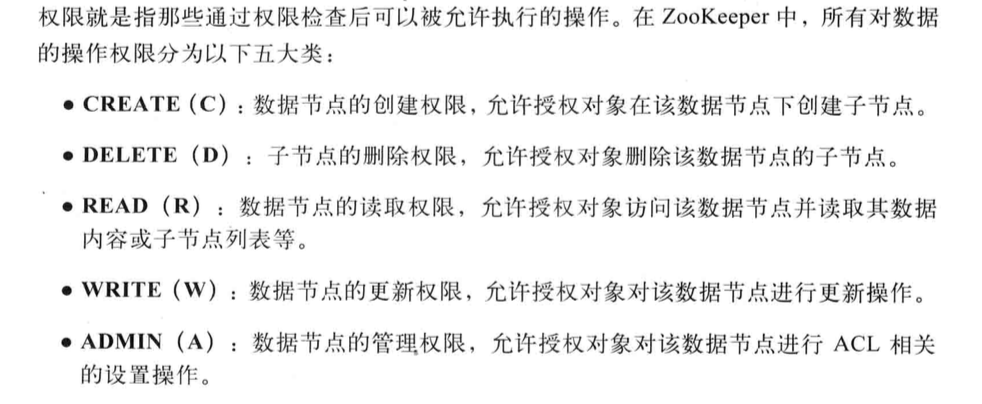 权限就是指那些通过权限检查后可以被允许执行的操作。在 ZooKeeper 中，所有对数据
的操作权限分为以下五大类：
● CREATE（C）：数据节点的创建权限，允许授权对象在该数据节点下创建子节点。
● DELETE（D）：子节点的删除权限，允许授权对象删除该数据节点的子节点。
● READ（R）：数据节点的读取权限，允许授权对象访问该数据节点并读取其数据
内容或子节点列表等。
● WRITE（W）：数据节点的更新权限，允许授权对象对该数据节点进行更新操作。
● ADMIN（A）：数据节点的管理权限，允许授权对象对该数据节点进行 ACL 相关
的设置操作。